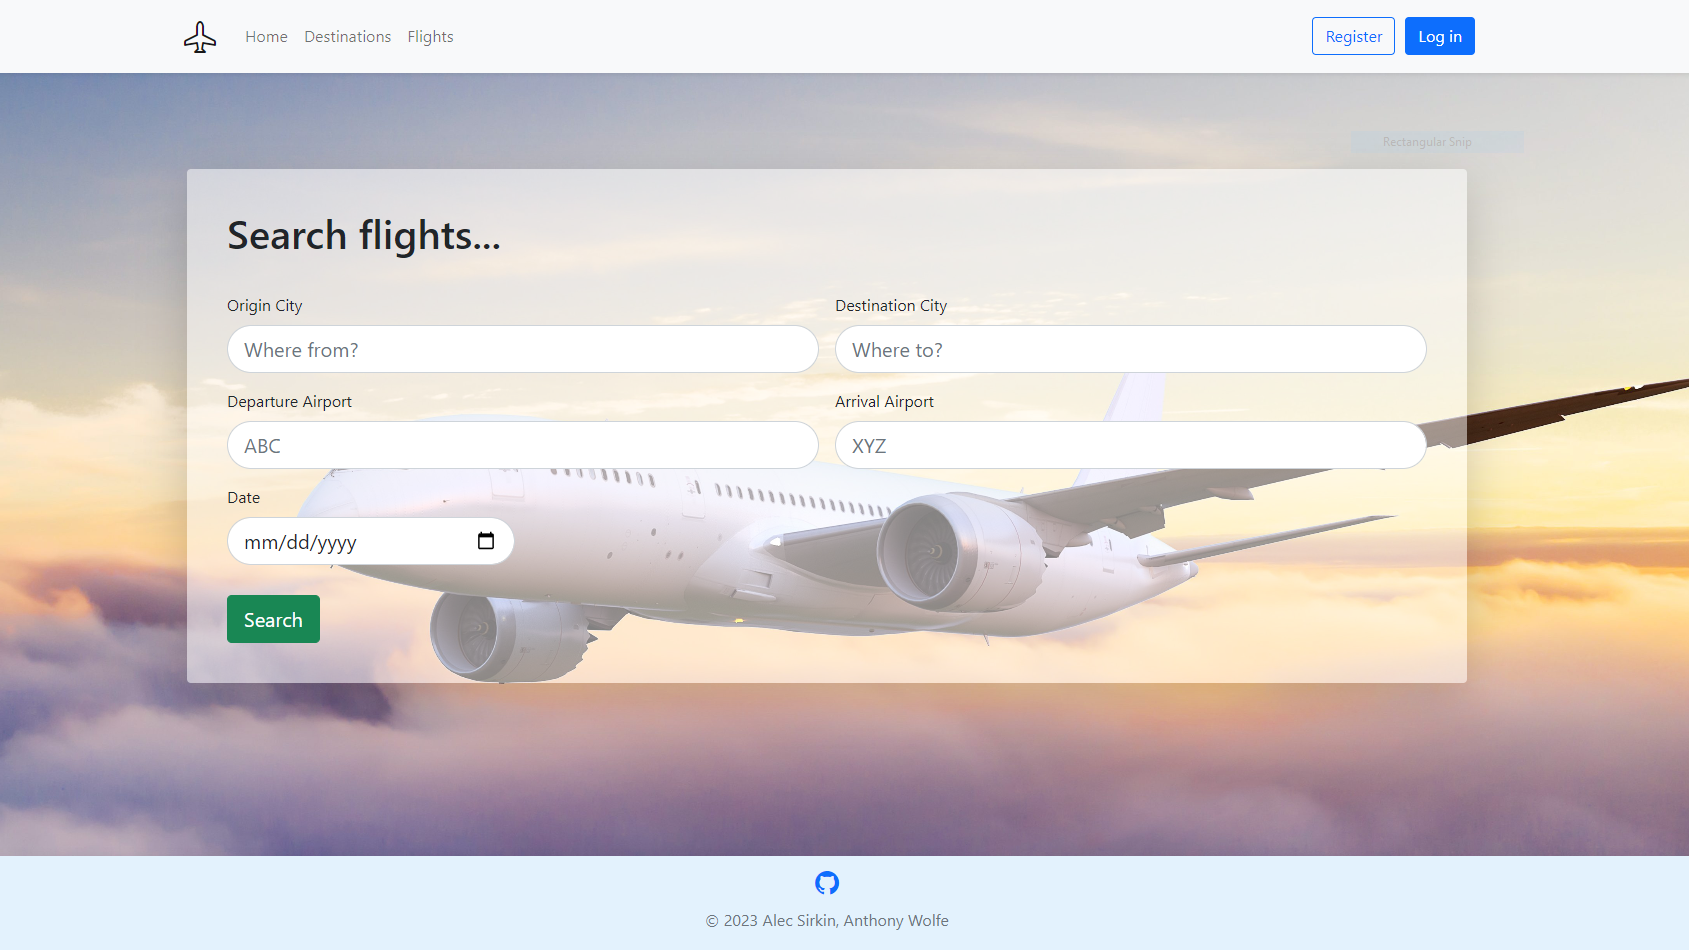 Home Destinations Flights Register Log in
Rectangular Snip
Search flights...
Origin City Destination City
Where from? Where to?
Departure Airport Arrival Airport
ABC XYZ
Date
mm/dd/yyyy
Search
© 2023 Alec Sirkin, Anthony Wolfe